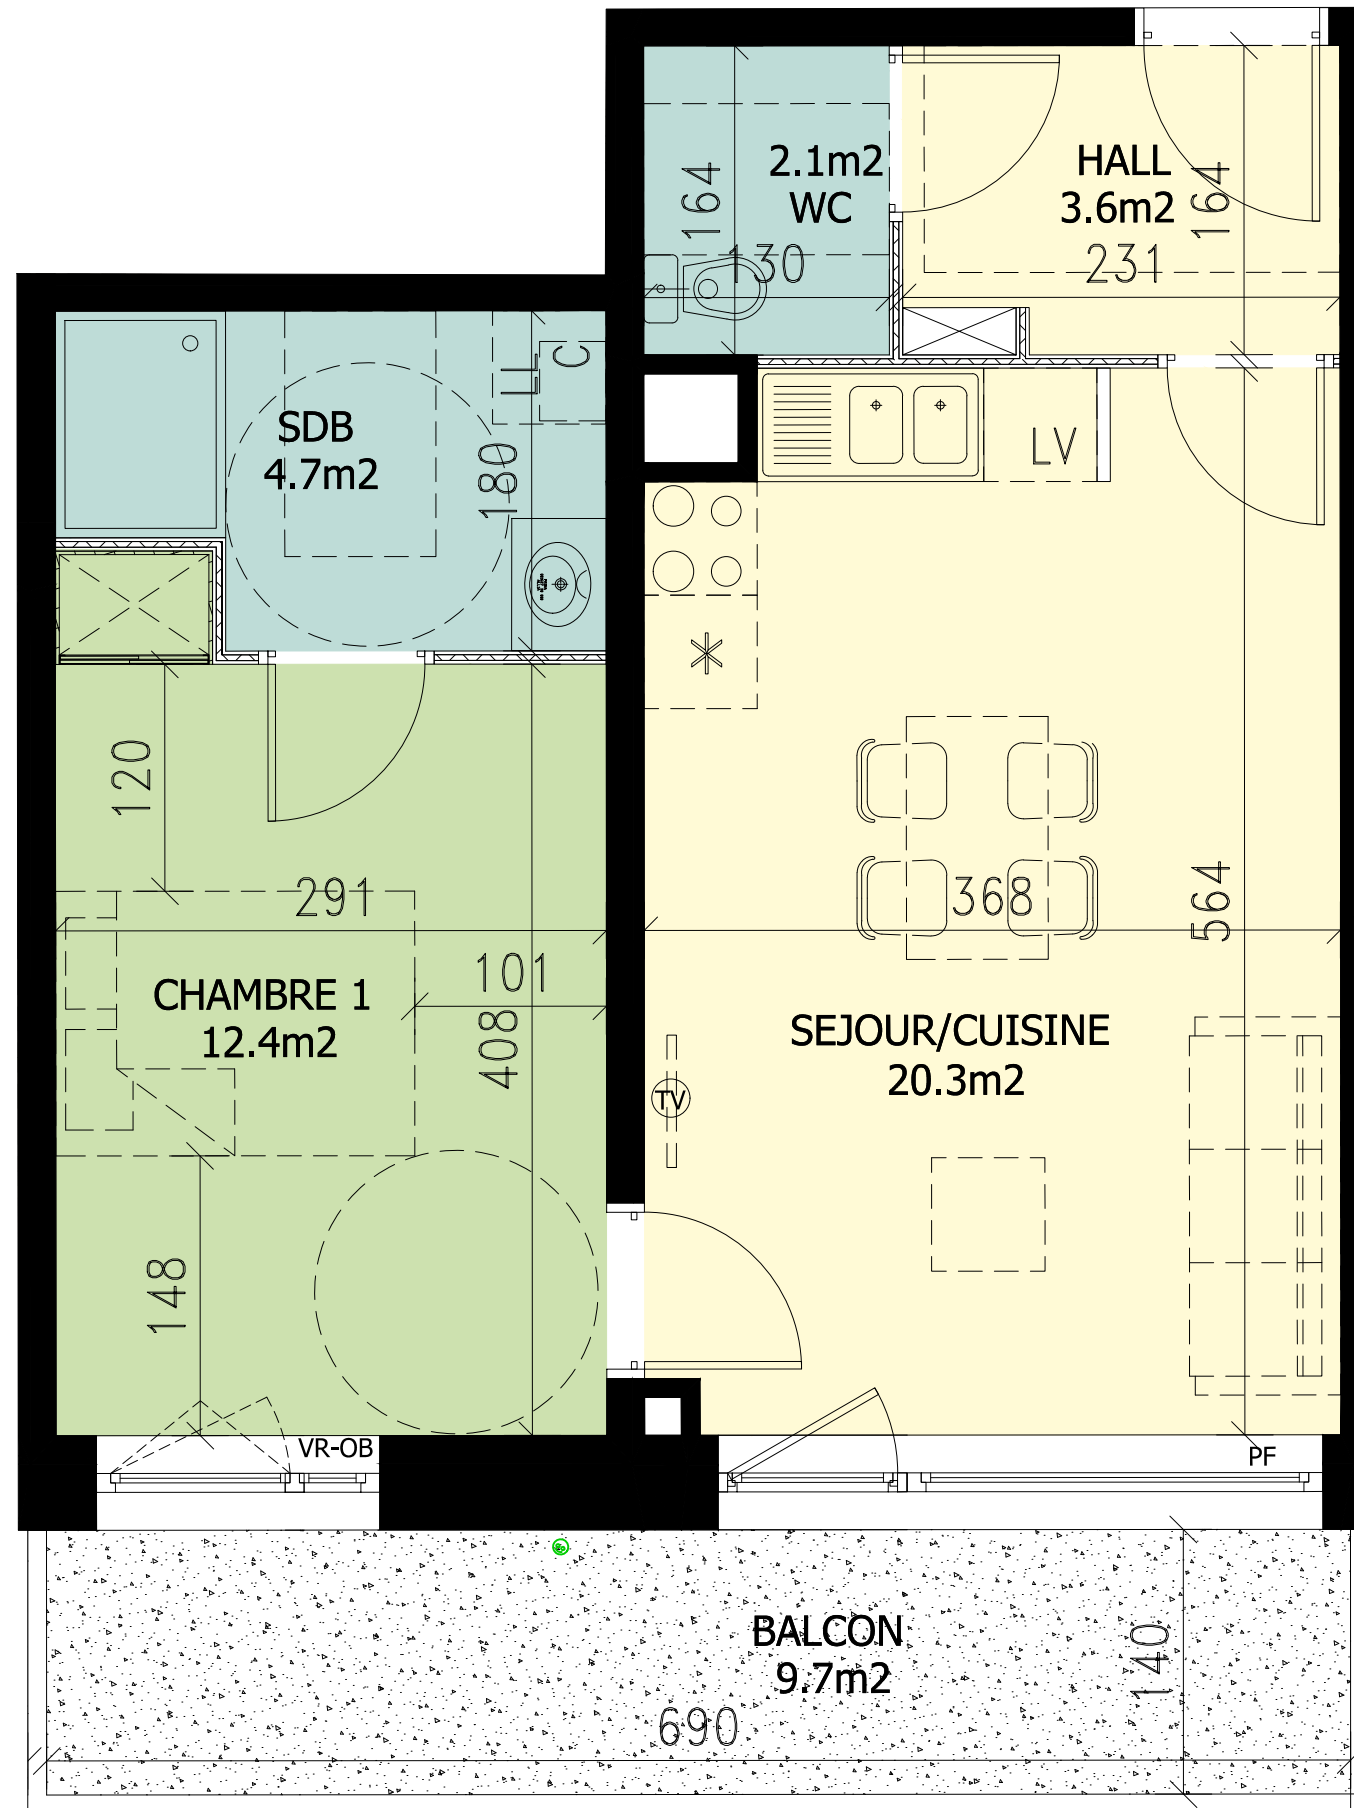 2.1m2
WC
164
130
HALL
3.6m2
164
231
SDB
4.7m2
LL
C
180
LV
120
291
101
CHAMBRE 1
12.4m2
408
148
368
564
SEJOUR/CUISINE
20.3m2
TV
VR-OB
PF
BALCON
9.7m2
140
690